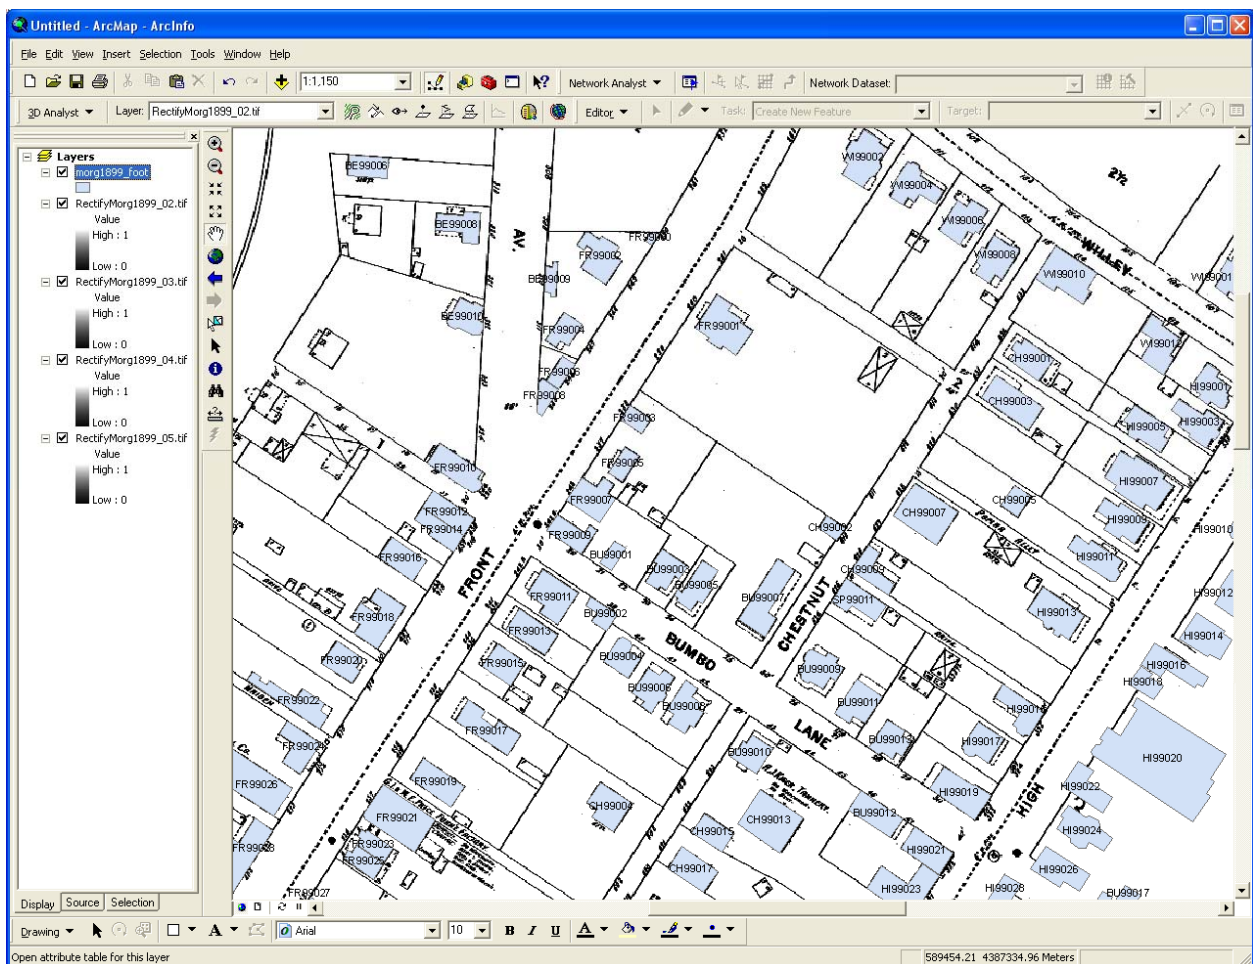 Untitled - ArcMap - ArcInfo
File Edit View Insert Selection Tools Window Help
1:1,150 Network Analyst Network Dataset:
3D Analyst Layer: RectifyMorg1899_02.tif Editor Task: Create New Feature Target:
Layers
morg1899_foot
RectifyMorg1899_02.tif
Value
High : 1
Low : 0
RectifyMorg1899_03.tif
Value
High : 1
Low : 0
RectifyMorg1899_04.tif
Value
High : 1
Low : 0
RectifyMorg1899_05.tif
Value
High : 1
Low : 0
WI99002
2½
BE99006
WI99004
BE99008
WI99006
AV.
FR99002
WILLEY
WI99008
BE99009
WI99010
WI99001
BE99010
FR99004
FR99001
CH99001
FR99006
HI99001
FR99008
CH99003
FR99003
HI99005
HI99003
FR99010
FR99005
HI99007
FR99007
CH99005
FR99012
CH99007
HI99009
FR99014
FR99009
CH99002
HI99010
FR99016
BU99001
HI99011
FRONT
BU99003
CH99009
BU99005
FR99011
BU99007
SP99011
HI99012
FR99018
BU99002
CHESTNUT
HI99013
FR99013
HI99014
BUMBO
FR99020
FR99015
BU99004
BU99009
HI99016
BU99006
HI99018
FR99022
BU99008
BU99011
FR99017
LANE
FR99024
BU99010
BU99013
HI99017
HI99020
FR99026
FR99019
HI99022
HI99019
HIGH
CH99004
FR99021
CH99013
BU99012
HI99024
CH99015
FR99023
HI99021
FR99025
CH99017
HI99026
FR99027
HI99023
HI99028
BU99017
Display Source Selection
Drawing A Arial 10 B I U A
Open attribute table for this layer 589454.21 4387334.96 Meters